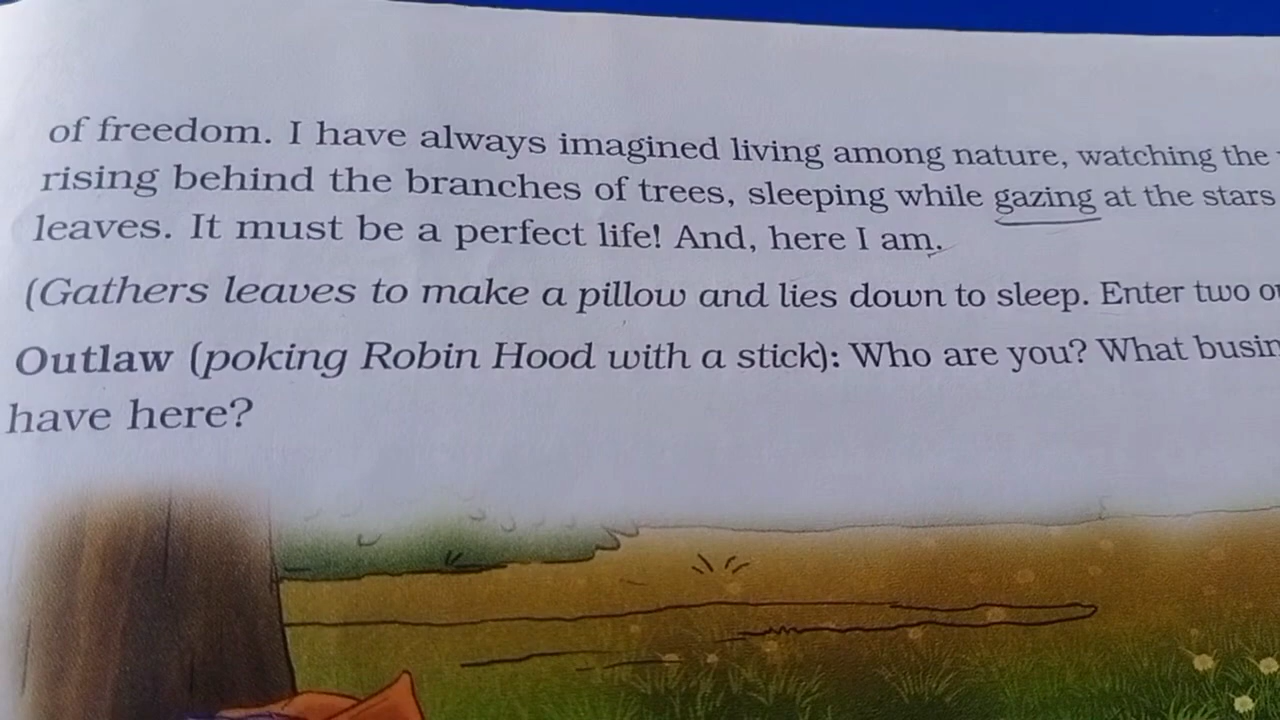 of freedom. I have always imagined living among nature, watching the
rising behind the branches of trees, sleeping while gazing at the stars
leaves. It must be a perfect life! And, here I am.
(Gathers leaves to make a pillow and lies down to sleep. Enter two
Outlaw (poking Robin Hood with a stick): Who are you? What
have here?